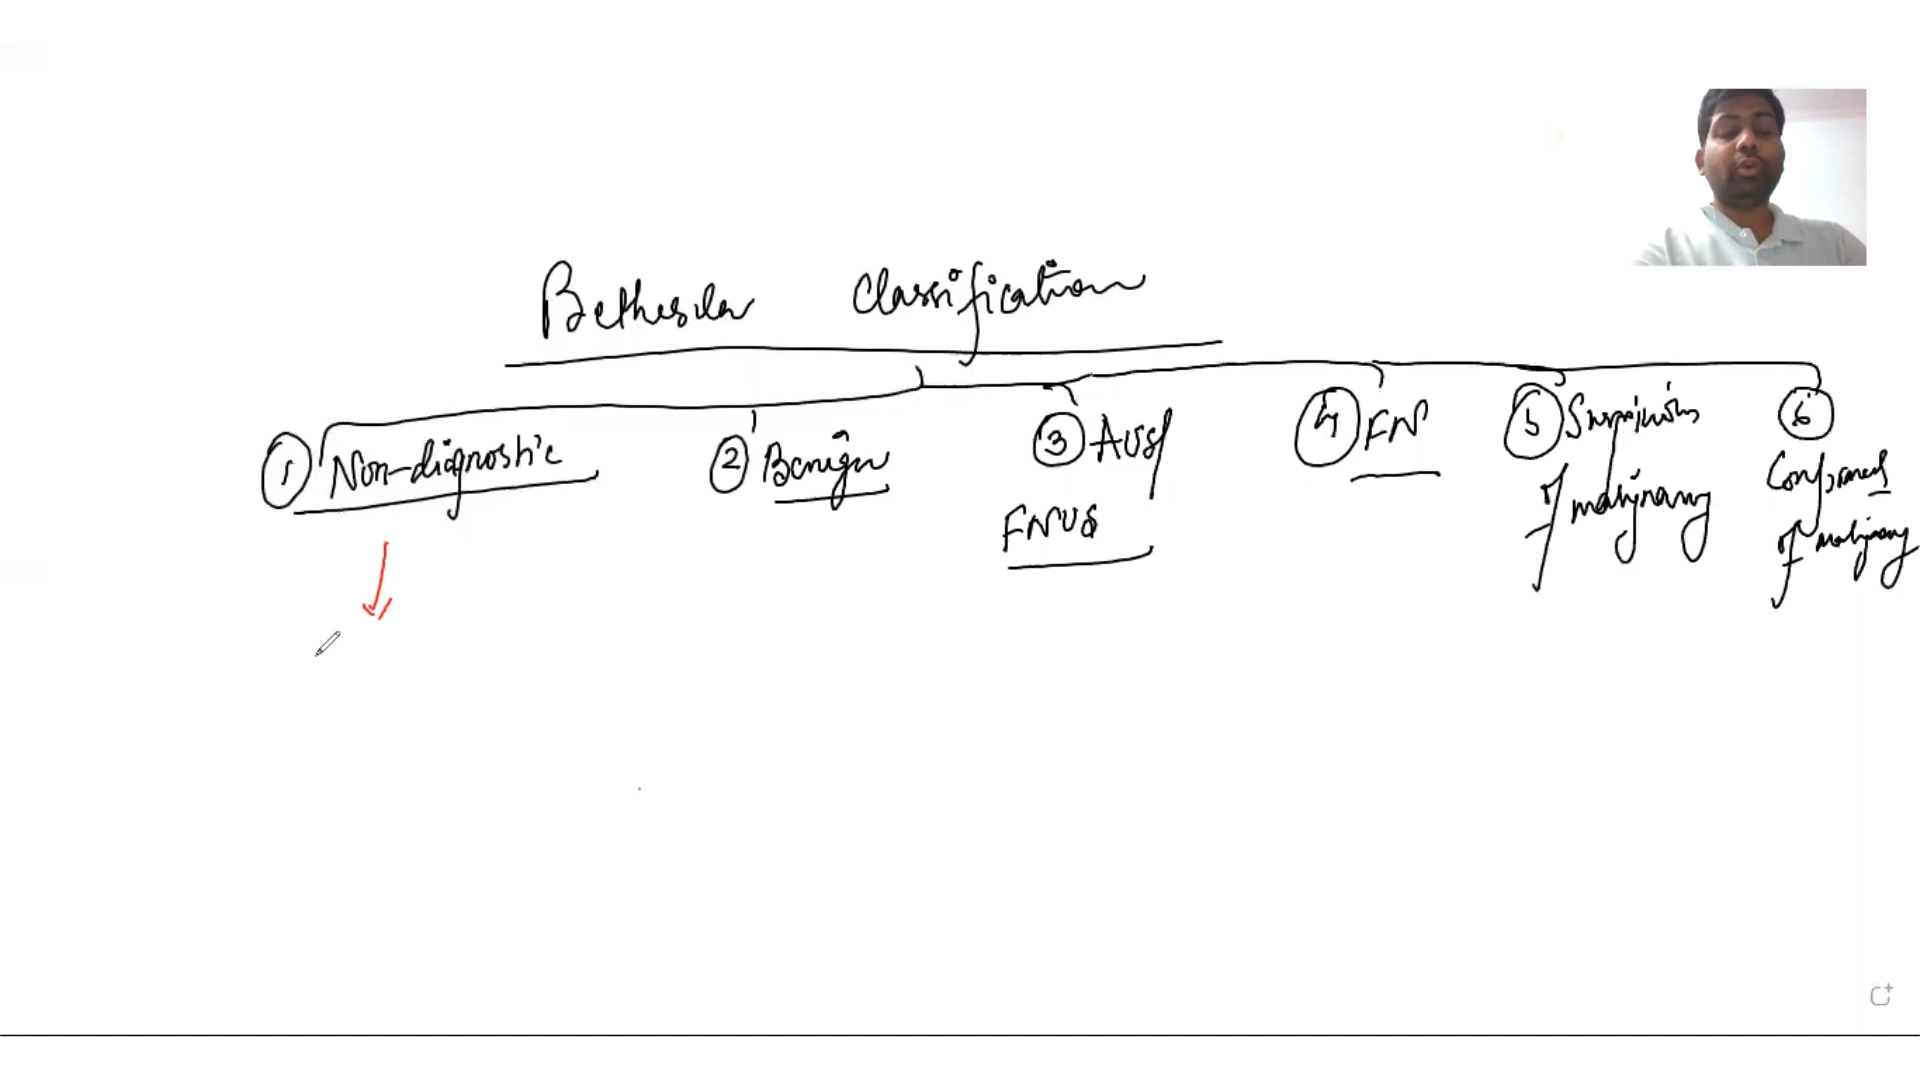 Bethesda Classification
① Non-diagnostic
② Benign
③ AUS/
FNUS
④ FN
⑤ Suspicious
of malignancy
⑥
Confirmed
of malignancy